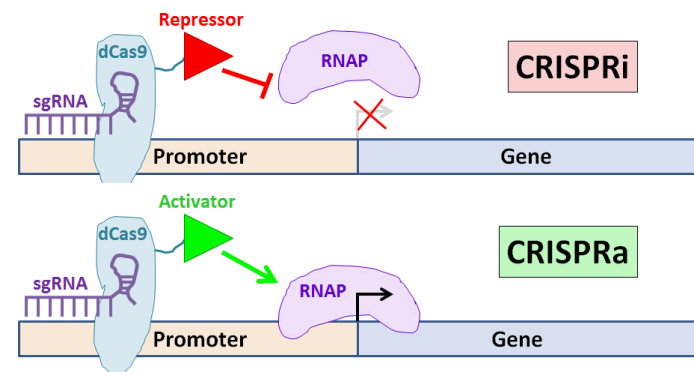 Repressor
dCas9
RNAP
CRISPRi
sgRNA
Promoter
Gene
Activator
dCas9
CRISPRa
sgRNA
RNAP
Promoter
Gene